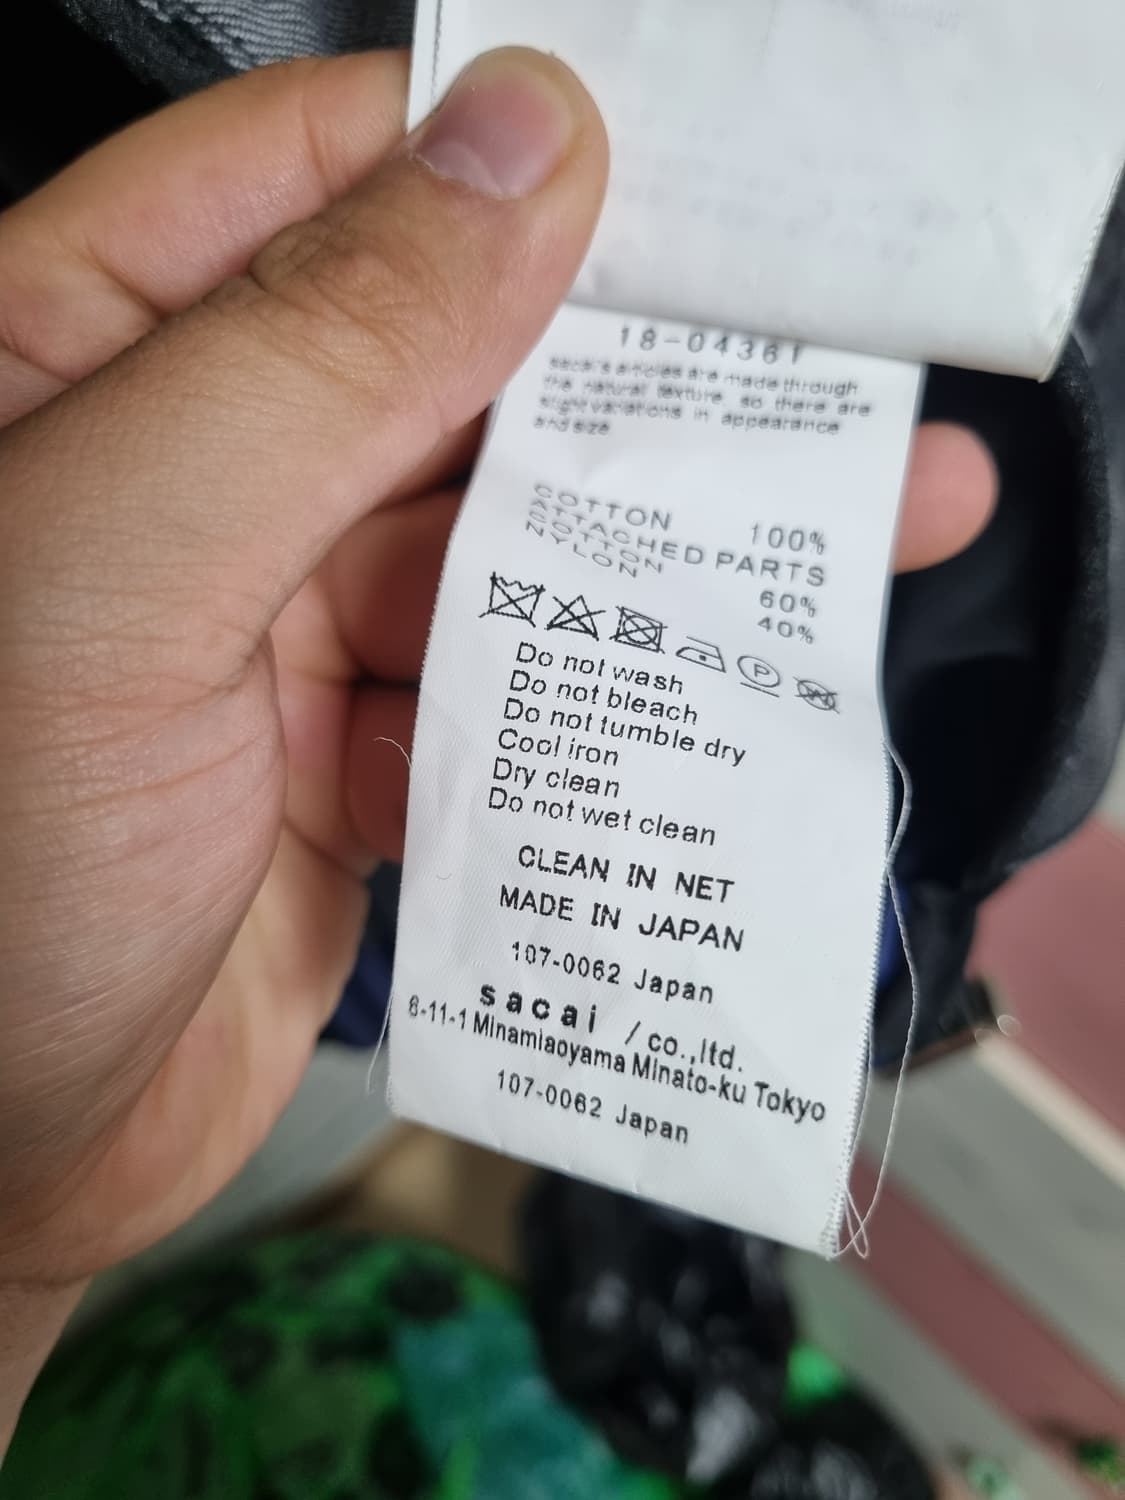 18-04361
sacai's articles are made through
the natural texture, so there are
slight variations in appearance
and size.
COTTON 100%
ATTACHED PARTS
COTTON 60%
NYLON 40%
P
W
Do not wash
Do not bleach
Do not tumble dry
Cool iron
Dry clean
Do not wet clean
CLEAN IN NET
MADE IN JAPAN
107-0062 Japan
sacai /co.,ltd.
6-11-1 Minamiaoyama Minato-ku Tokyo
107-0062 Japan